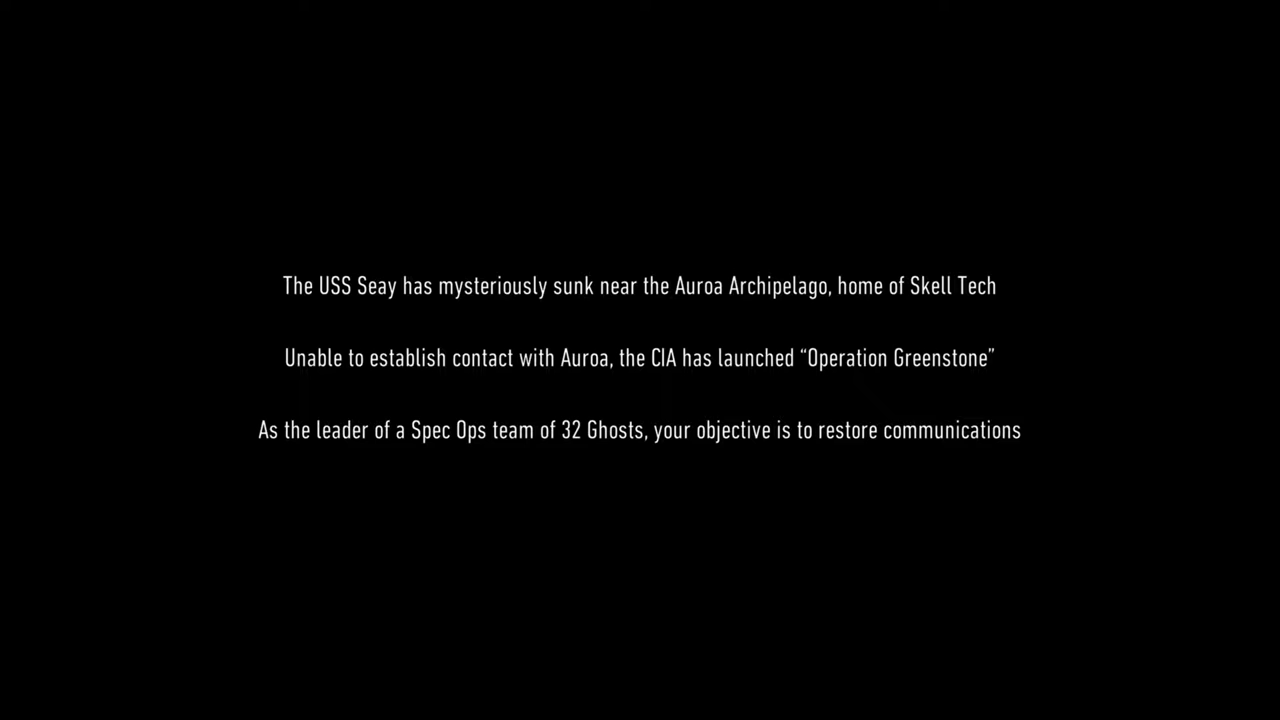 The USS Seay has mysteriously sunk near the Auroa Archipelago, home of Skell Tech
Unable to establish contact with Auroa, the CIA has launched “Operation Greenstone”
As the leader of a Spec Ops team of 32 Ghosts, your objective is to restore communications